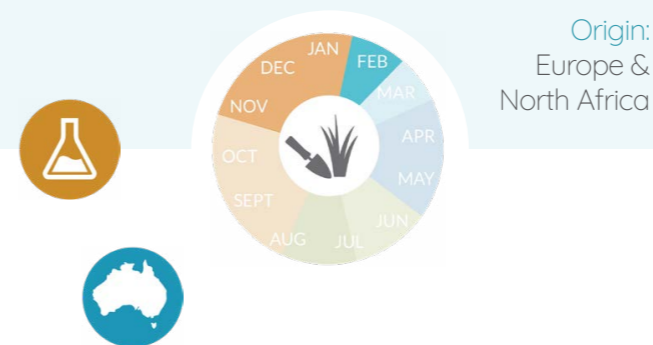 Origin:
Europe &
North Africa
JAN
FEB
MAR
APR
MAY
JUN
JUL
AUG
SEPT
OCT
NOV
DEC